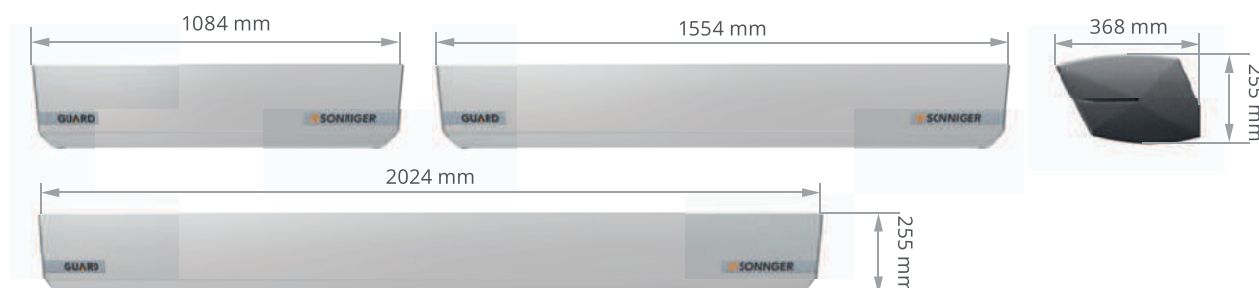 1084 mm
1554 mm
368 mm
255 mm
GUARD
SONNIGER
GUARD
SONNIGER
2024 mm
255 mm
GUARD
SONNGER